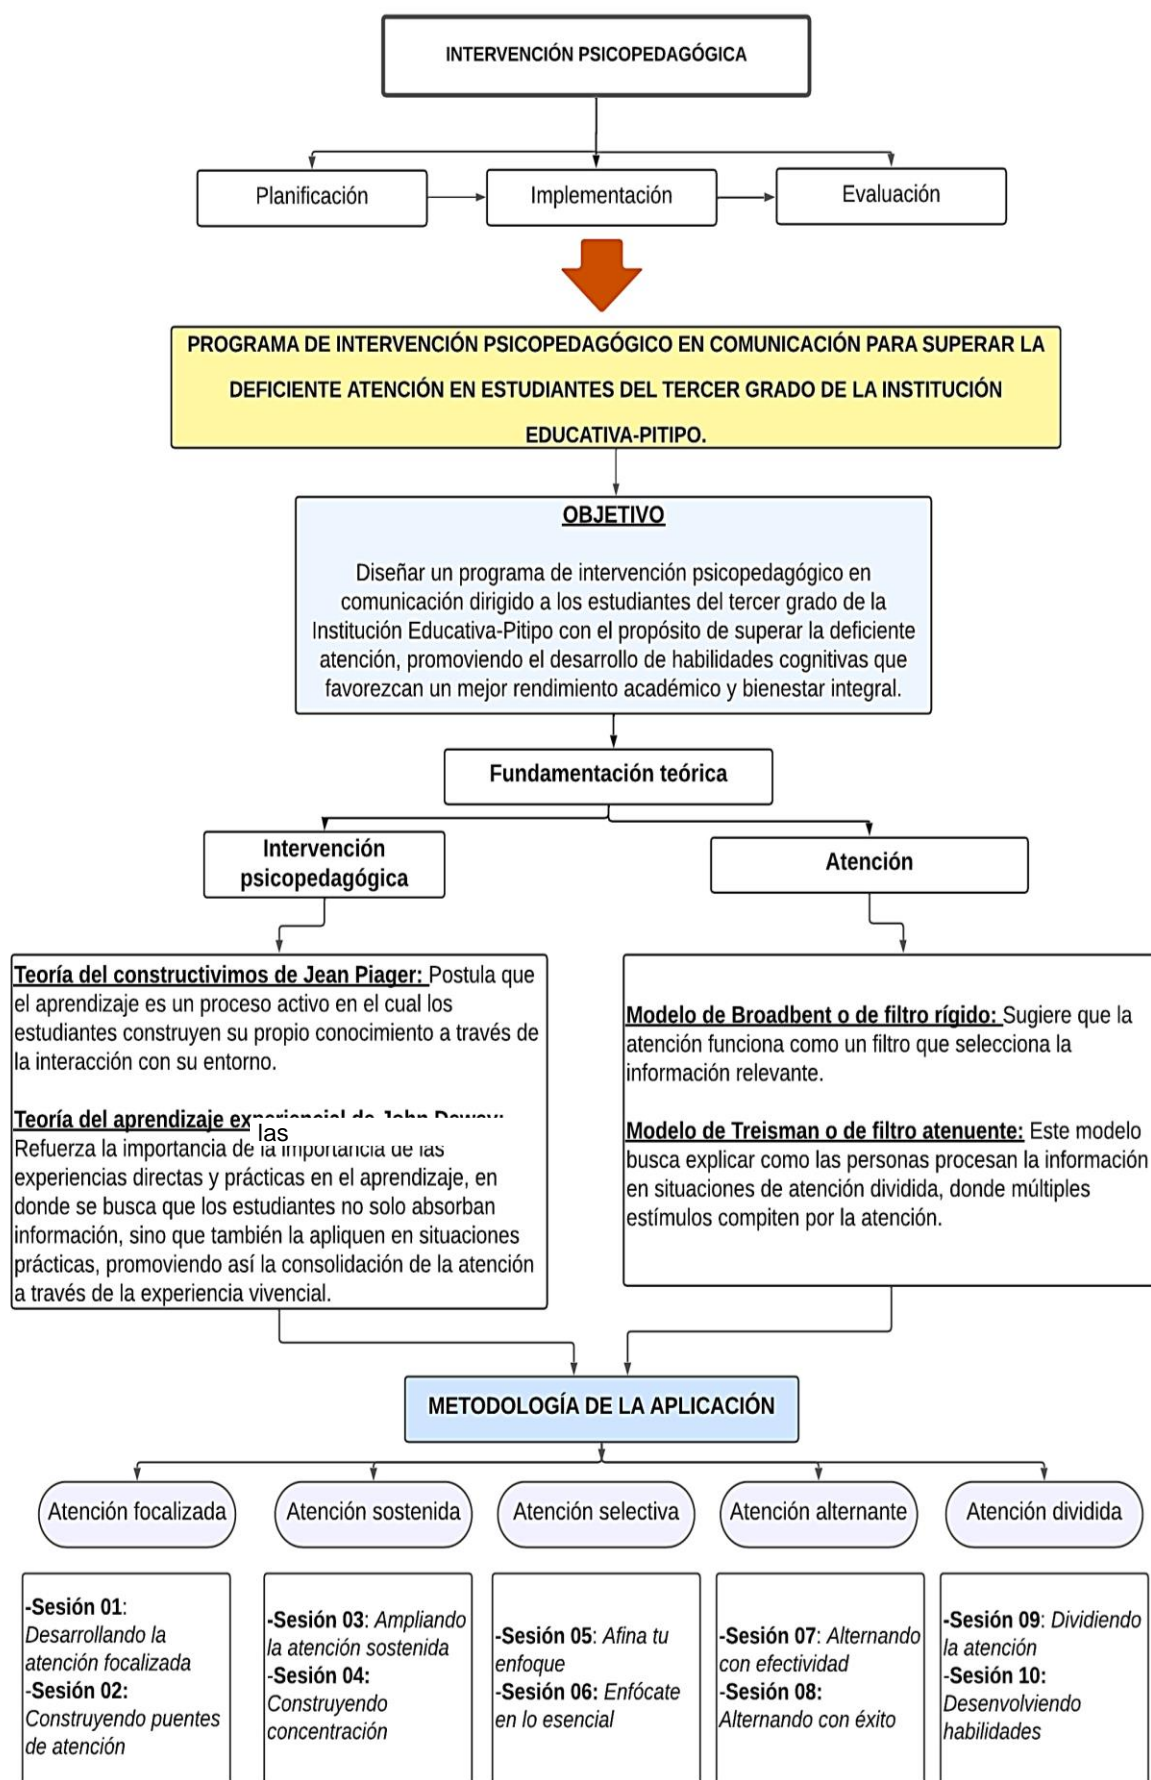 INTERVENCIÓN PSICOPEDAGÓGICA
Planificación
Implementación
Evaluación
PROGRAMA DE INTERVENCIÓN PSICOPEDAGÓGICO EN COMUNICACIÓN PARA SUPERAR LA
DEFICIENTE ATENCIÓN EN ESTUDIANTES DEL TERCER GRADO DE LA INSTITUCIÓN
EDUCATIVA-PITIPO.
OBJETIVO
Diseñar un programa de intervención psicopedagógico en
comunicación dirigido a los estudiantes del tercer grado de la
Institución Educativa-Pitipo con el propósito de superar la deficiente
atención, promoviendo el desarrollo de habilidades cognitivas que
favorezcan un mejor rendimiento académico y bienestar integral.
Fundamentación teórica
Intervención
psicopedagógica
Atención
Teoría del constructivimos de Jean Piager: Postula que
el aprendizaje es un proceso activo en el cual los
estudiantes construyen su propio conocimiento a través de
la interacción con su entorno.
Teoría del aprendizaje experiencial de John Dewey:
las
Refuerza la importancia de la importancia de las
experiencias directas y prácticas en el aprendizaje, en
donde se busca que los estudiantes no solo absorban
información, sino que también la apliquen en situaciones
prácticas, promoviendo así la consolidación de la atención
a través de la experiencia vivencial.
Modelo de Broadbent o de filtro rígido: Sugiere que la
atención funciona como un filtro que selecciona la
información relevante.
Modelo de Treisman o de filtro atenuente: Este modelo
busca explicar como las personas procesan la información
en situaciones de atención dividida, donde múltiples
estímulos compiten por la atención.
METODOLOGÍA DE LA APLICACIÓN
Atención focalizada
Atención sostenida
Atención selectiva
Atención alternante
Atención dividida
-Sesión 01:
Desarrollando la
atención focalizada
-Sesión 02:
Construyendo puentes
de atención
-Sesión 03: Ampliando
la atención sostenida
-Sesión 04:
Construyendo
concentración
-Sesión 05: Afina tu
enfoque
-Sesión 06: Enfócate
en lo esencial
-Sesión 07: Alternando
con efectividad
-Sesión 08:
Alternando con éxito
-Sesión 09: Dividiendo
la atención
-Sesión 10:
Desenvolviendo
habilidades